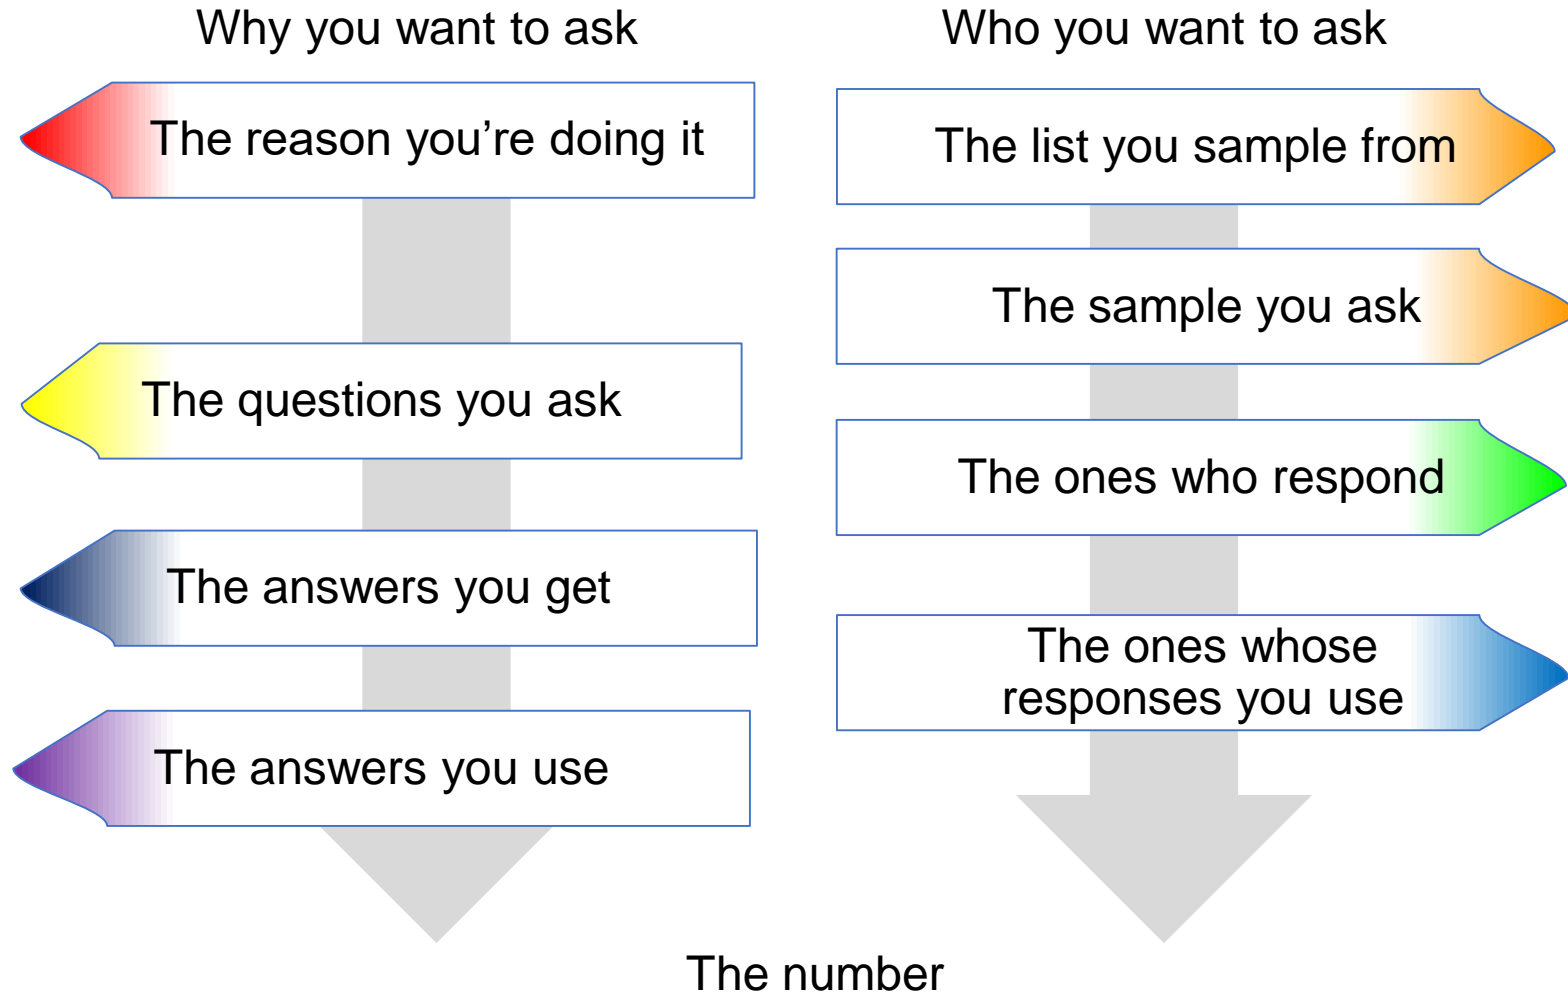 Why you want to ask
The reason you’re doing it
The questions you ask
The answers you get
The answers you use
Who you want to ask
The list you sample from
The sample you ask
The ones who respond
The ones whose
responses you use
The number